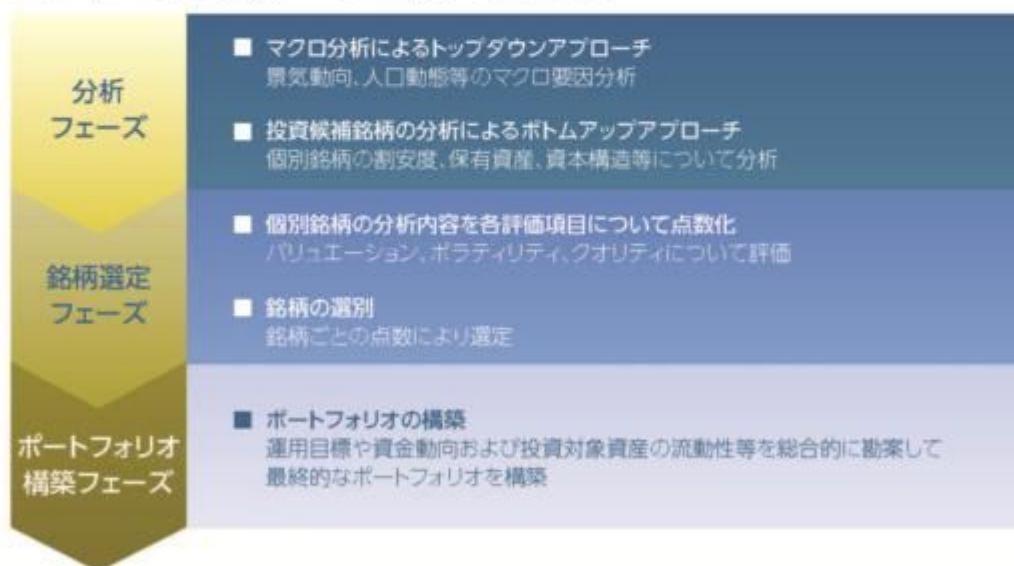 分析
フェーズ
■ マクロ分析によるトップダウンアプローチ
景気動向、人口動態等のマクロ要因分析
■ 投資候補銘柄の分析によるボトムアップアプローチ
個別銘柄の割安度、保有資産、資本構造等について分析
銘柄選定
フェーズ
■ 個別銘柄の分析内容を各評価項目について点数化
バリュエーション、ボラティリティ、クオリティについて評価
■ 銘柄の選別
銘柄ごとの点数により選定
ポートフォリオ
構築フェーズ
■ ポートフォリオの構築
運用目標や資金動向および投資対象資産の流動性等を総合的に勘案して
最終的なポートフォリオを構築